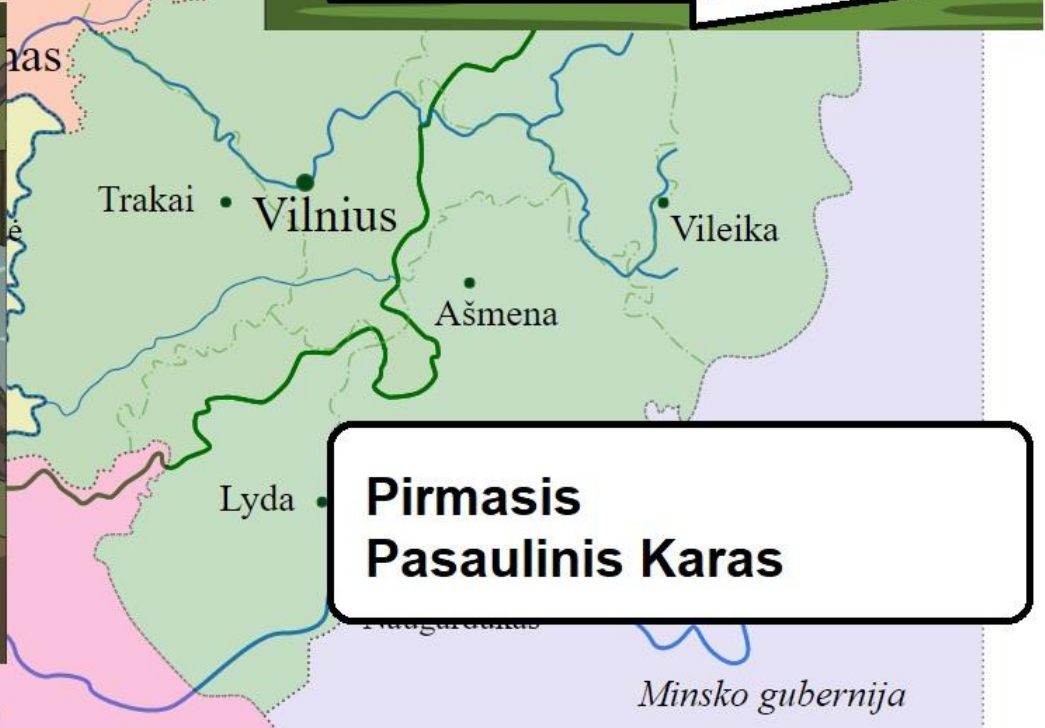 Trakai
Vilnius
Vileika
Ašmena
Lyda
Pirmasis
Pasaulinis Karas
Minsko gubernija